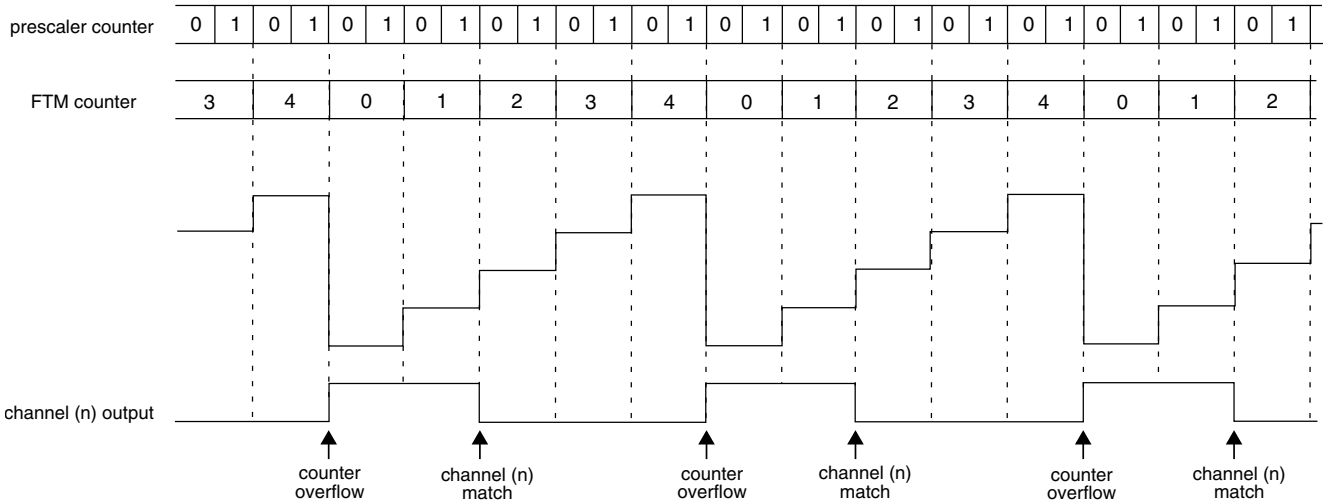 prescaler counter 0 1 0 1 0 1 0 1 0 1 0 1 0 1 0 1 0 1 0 1 0 1 0 1 0 1 0 1 0 1
FTM counter 3 4 0 1 2 3 4 0 1 2 3 4 0 1 2
channel (n) output
counter overflow
channel (n) match
counter overflow
channel (n) match
counter overflow
channel (n) match